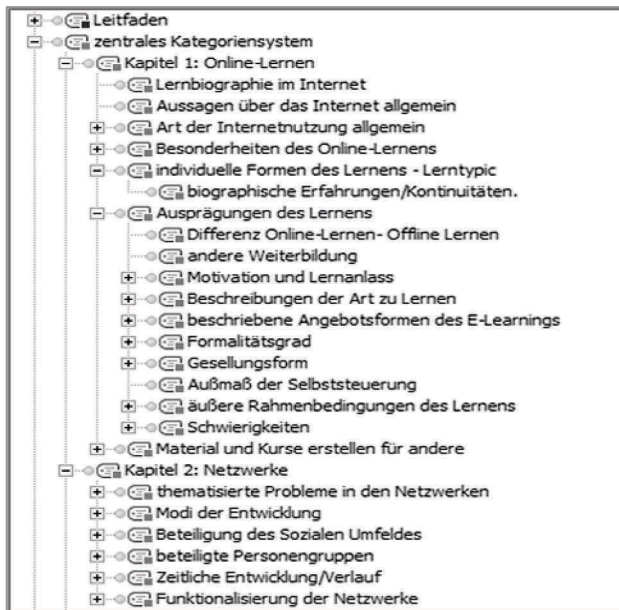 Leitfaden
zentrales Kategoriensystem
Kapitel 1: Online-Lernen
Lernbiographie im Internet
Aussagen über das Internet allgemein
Art der Internetnutzung allgemein
Besonderheiten des Online-Lernens
individuelle Formen des Lernens - Lerntypic
biographische Erfahrungen/Kontinuitäten.
Ausprägungen des Lernens
Differenz Online-Lernen- Offline Lernen
andere Weiterbildung
Motivation und Lernanlass
Beschreibungen der Art zu Lernen
beschriebene Angebotsformen des E-Learnings
Formalitätsgrad
Gesellungsform
Außmaß der Selbststeuerung
äußere Rahmenbedingungen des Lernens
Schwierigkeiten
Material und Kurse erstellen für andere
Kapitel 2: Netzwerke
thematisierte Probleme in den Netzwerken
Modi der Entwicklung
Beteiligung des Sozialen Umfeldes
beteiligte Personengruppen
Zeitliche Entwicklung/Verlauf
Funktionalisierung der Netzwerke